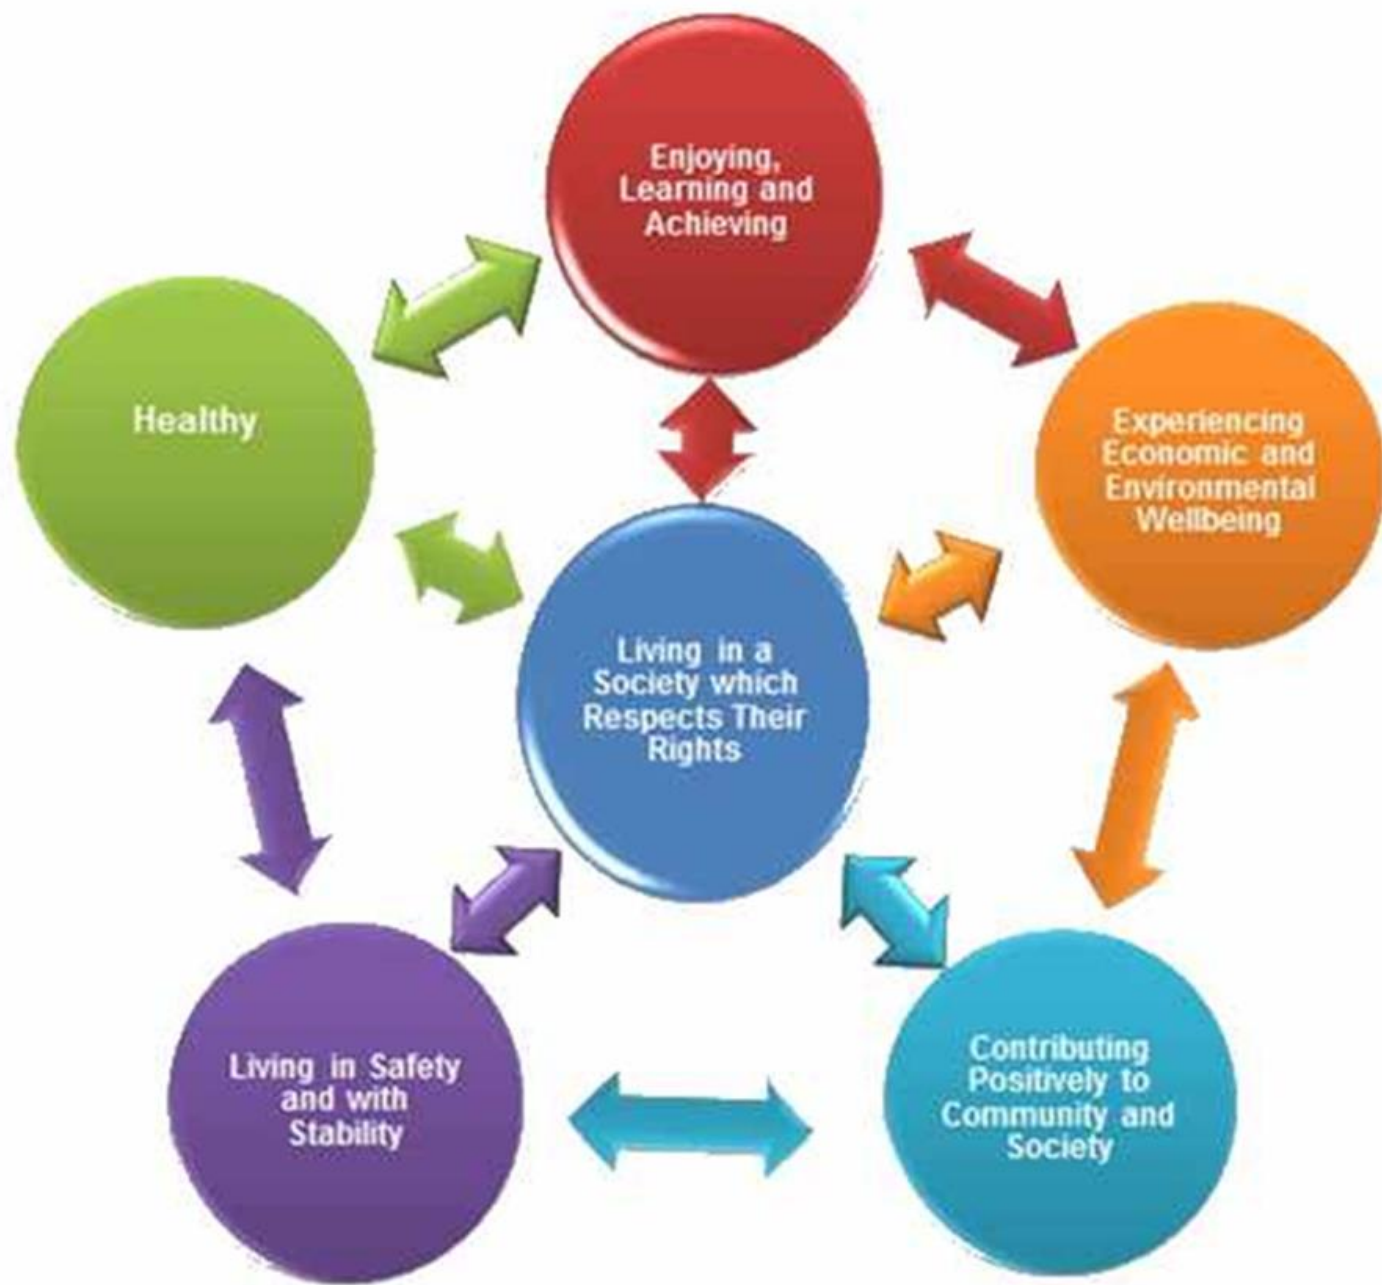 Enjoying,
Learning and
Achieving
Healthy
Experiencing
Economic and
Environmental
Wellbeing
Living in a
Society which
Respects Their
Rights
Living in Safety
and with
Stability
Contributing
Positively to
Community and
Society